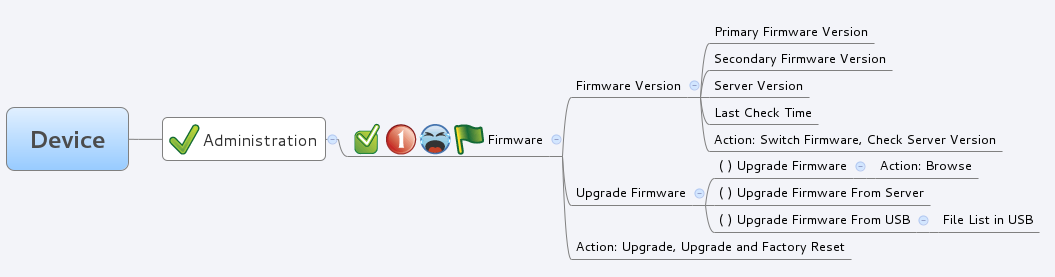 Device
Administration
1 Firmware
Firmware Version
Primary Firmware Version
Secondary Firmware Version
Server Version
Last Check Time
Action: Switch Firmware, Check Server Version
Upgrade Firmware
( ) Upgrade Firmware Action: Browse
( ) Upgrade Firmware From Server
( ) Upgrade Firmware From USB File List in USB
Action: Upgrade, Upgrade and Factory Reset